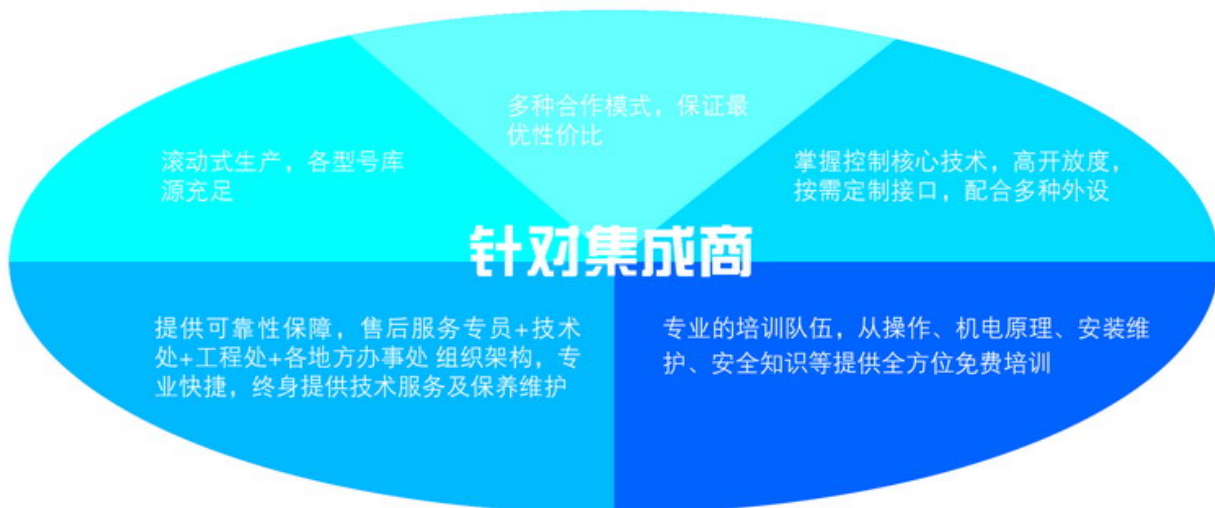 多种合作模式，保证最
优性价比
滚动式生产，各型号库
源充足
掌握控制核心技术，高开放度，
按需定制接口，配合多种外设
针对集成商
提供可靠性保障，售后服务专员+技术
处+工程处+各地方办事处 组织架构，专
业快捷，终身提供技术服务及保养维护
专业的培训队伍，从操作、机电原理、安装维
护、安全知识等提供全方位免费培训